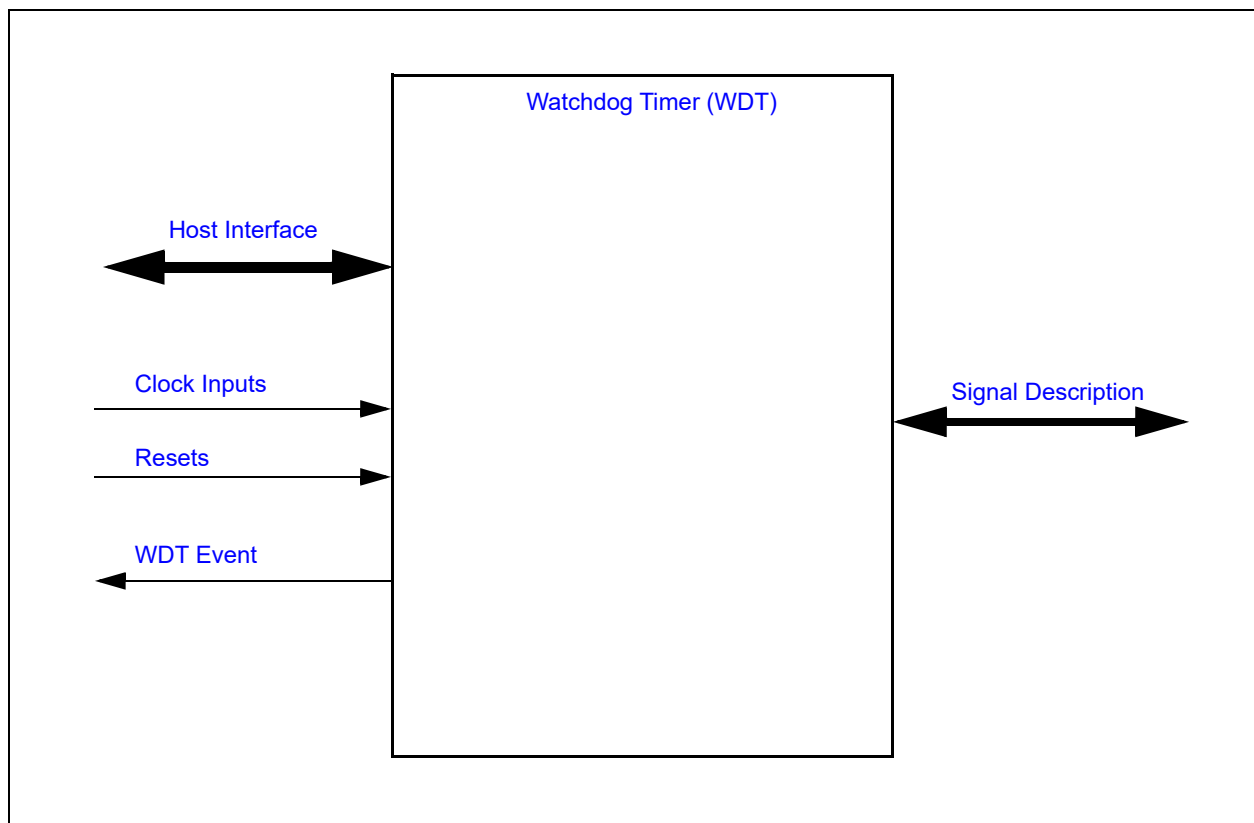 Watchdog Timer (WDT)
Host Interface
Clock Inputs
Signal Description
Resets
WDT Event